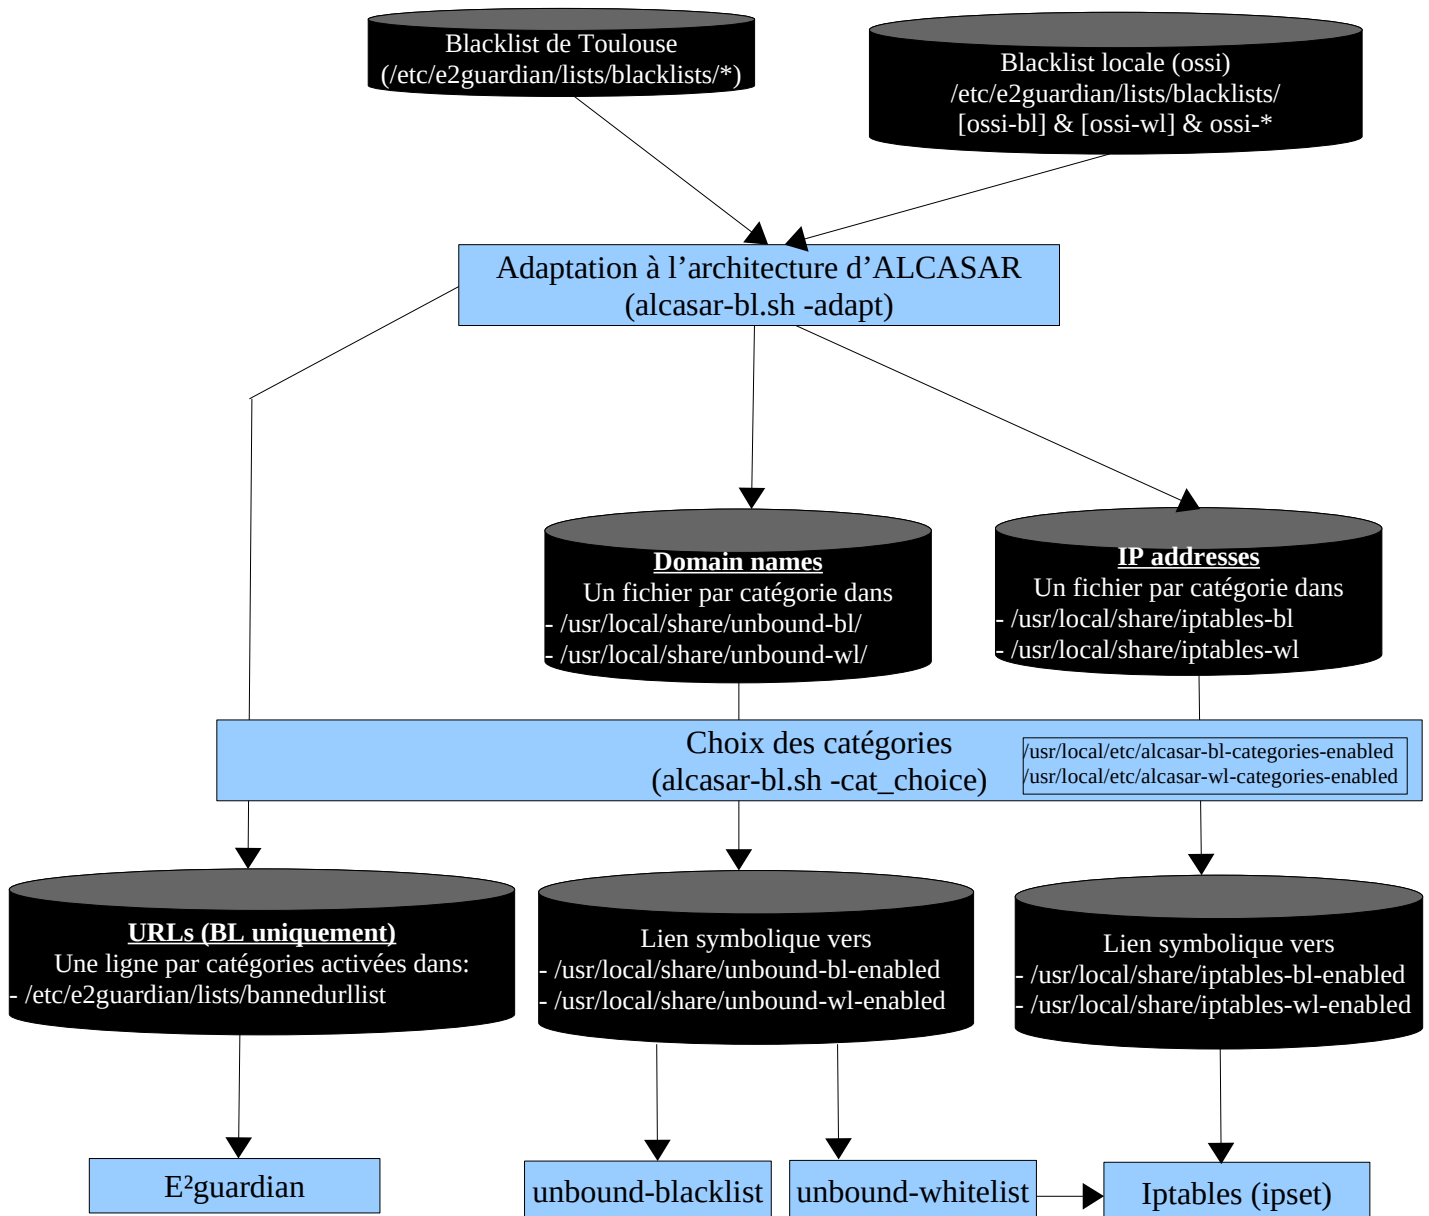 Blacklist de Toulouse
(/etc/e2guardian/lists/blacklists/*)
Blacklist locale (ossi)
/etc/e2guardian/lists/blacklists/
[ossi-bl] & [ossi-wl] & ossi-*
Adaptation à l’architecture d’ALCASAR
(alcasar-bl.sh -adapt)
Domain names
Un fichier par catégorie dans
- /usr/local/share/unbound-bl/
- /usr/local/share/unbound-wl/
IP addresses
Un fichier par catégorie dans
- /usr/local/share/iptables-bl
- /usr/local/share/iptables-wl
Choix des catégories
(alcasar-bl.sh -cat_choice)
/usr/local/etc/alcasar-bl-categories-enabled
/usr/local/etc/alcasar-wl-categories-enabled
URLs (BL uniquement)
Une ligne par catégories activées dans:
- /etc/e2guardian/lists/bannedurllist
Lien symbolique vers
- /usr/local/share/unbound-bl-enabled
- /usr/local/share/unbound-wl-enabled
Lien symbolique vers
- /usr/local/share/iptables-bl-enabled
- /usr/local/share/iptables-wl-enabled
E²guardian
unbound-blacklist
unbound-whitelist
Iptables (ipset)